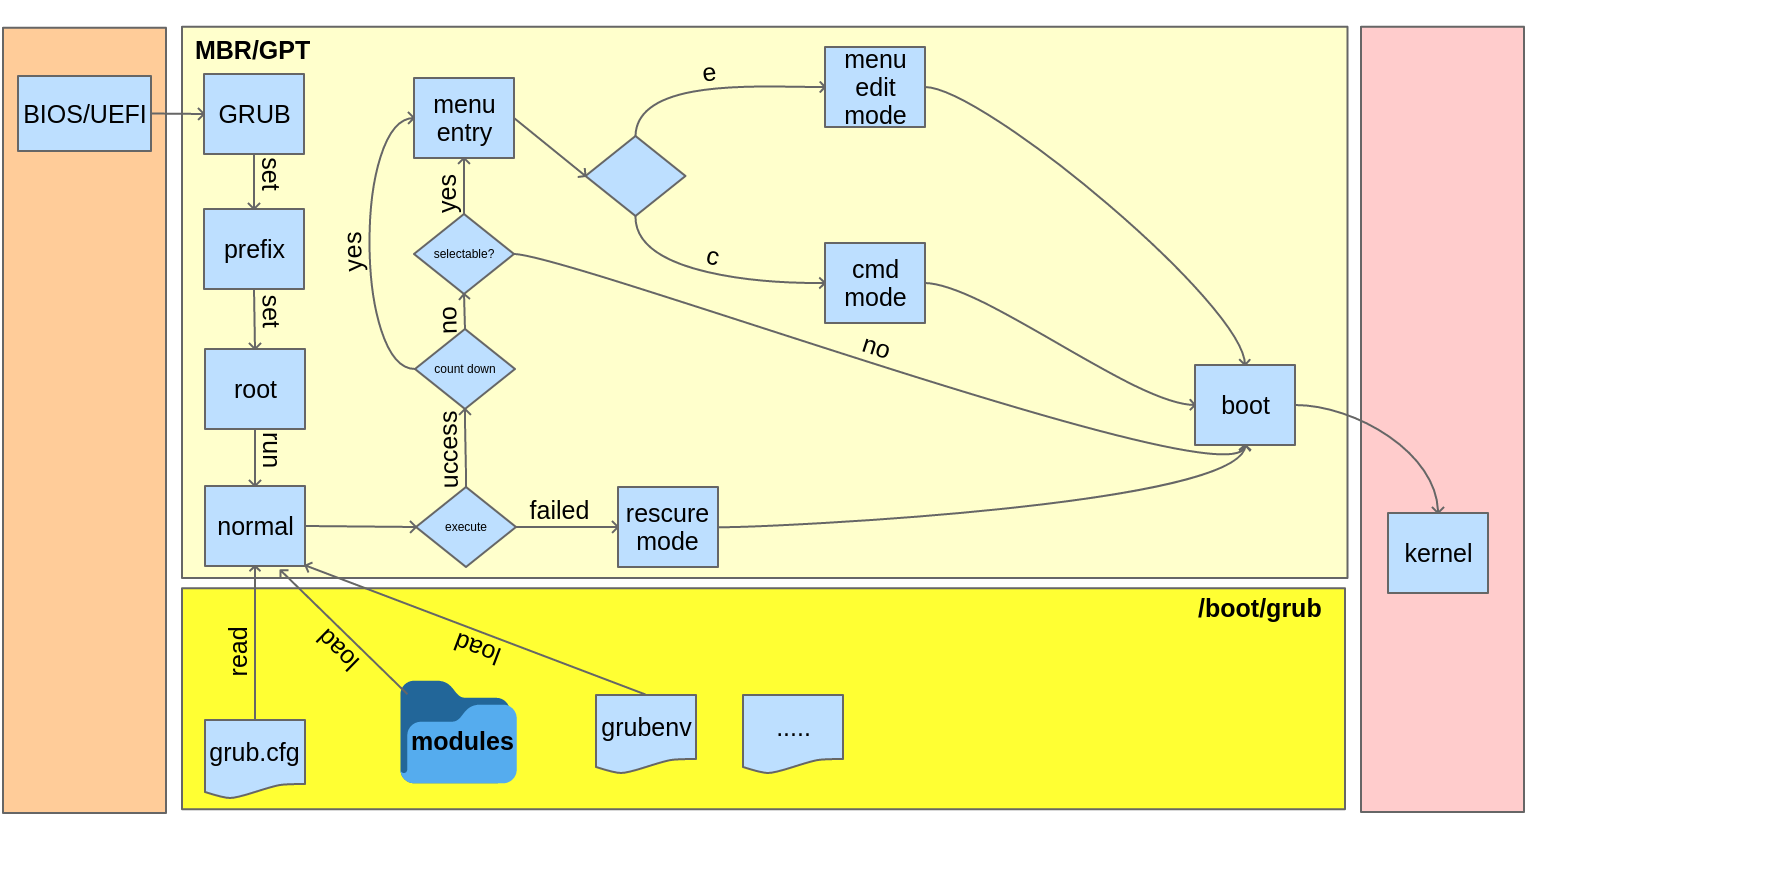 MBR/GPT
BIOS/UEFI
GRUB
set
prefix
set
root
run
normal
menu
entry
yes
yes
selectable?
no
count down
uccess
execute
failed
rescure
mode
e
menu
edit
mode
c
cmd
mode
no
boot
kernel
/boot/grub
read
load
load
grub.cfg
modules
grubenv
.....